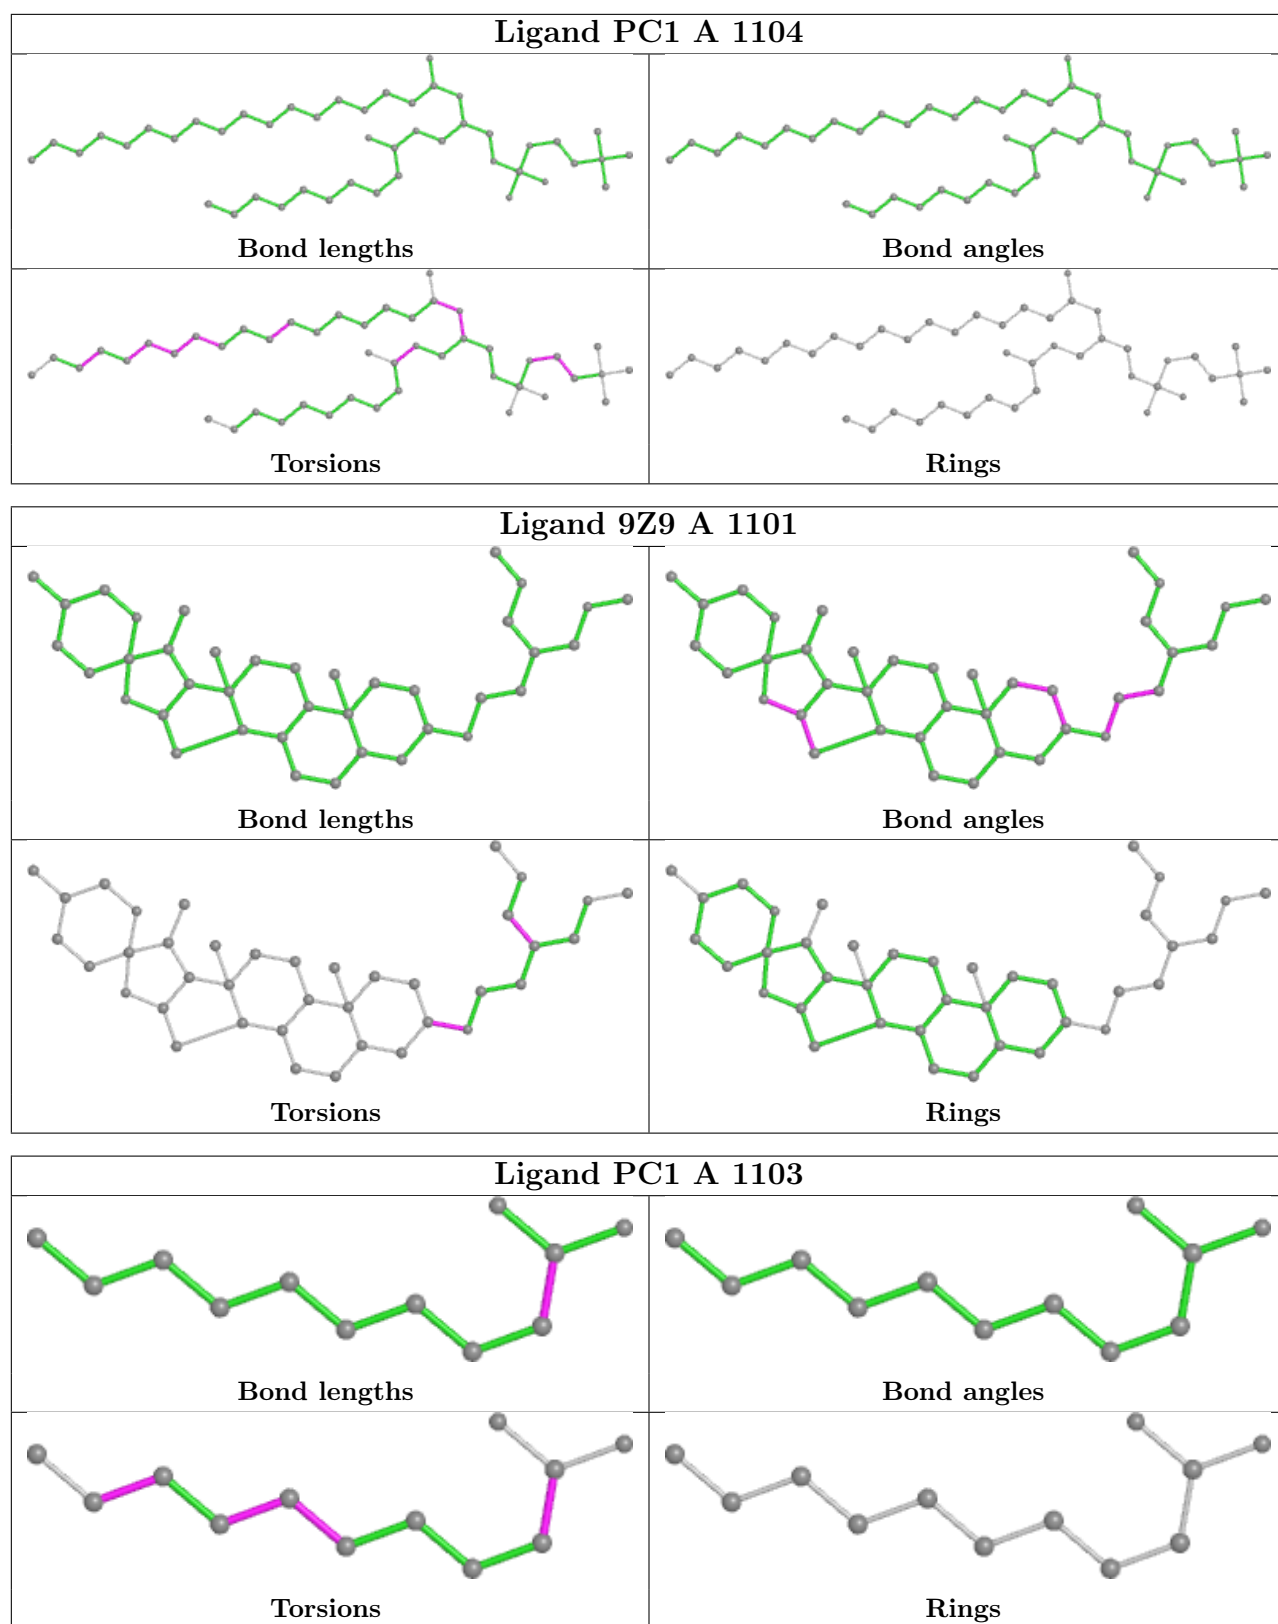 Ligand PC1 A 1104
Bond lengths Bond angles
Torsions Rings
Ligand 9Z9 A 1101
Bond lengths Bond angles
Torsions Rings
Ligand PC1 A 1103
Bond lengths Bond angles
Torsions Rings